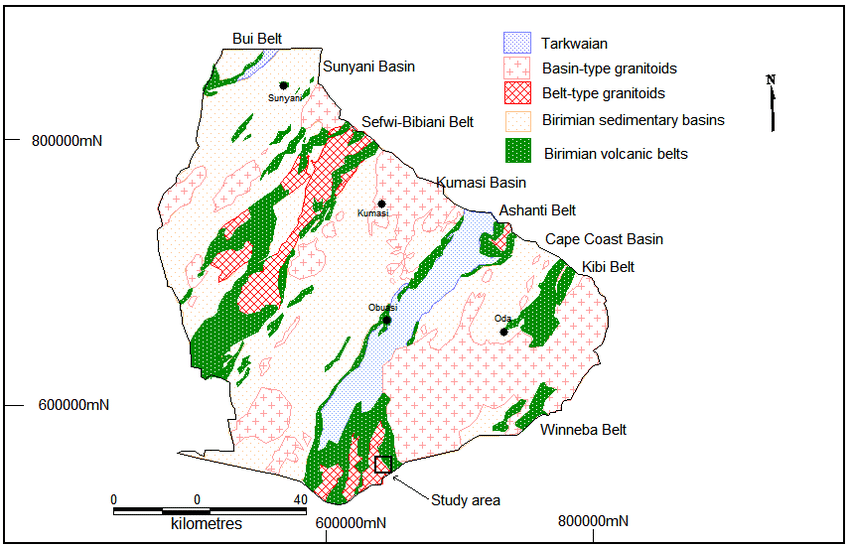 Bui Belt
Sunyani Basin
Sunyani
Sefwi-Bibiani Belt
Kumasi Basin
Kumasi
Ashanti Belt
Cape Coast Basin
Kibi Belt
Obuasi
Oda
Winneba Belt
Study area
Tarkwaian
Basin-type granitoids
Belt-type granitoids
Birimian sedimentary basins
Birimian volcanic belts
N
800000mN
600000mN
0 0 40
kilometres
600000mN
800000mN